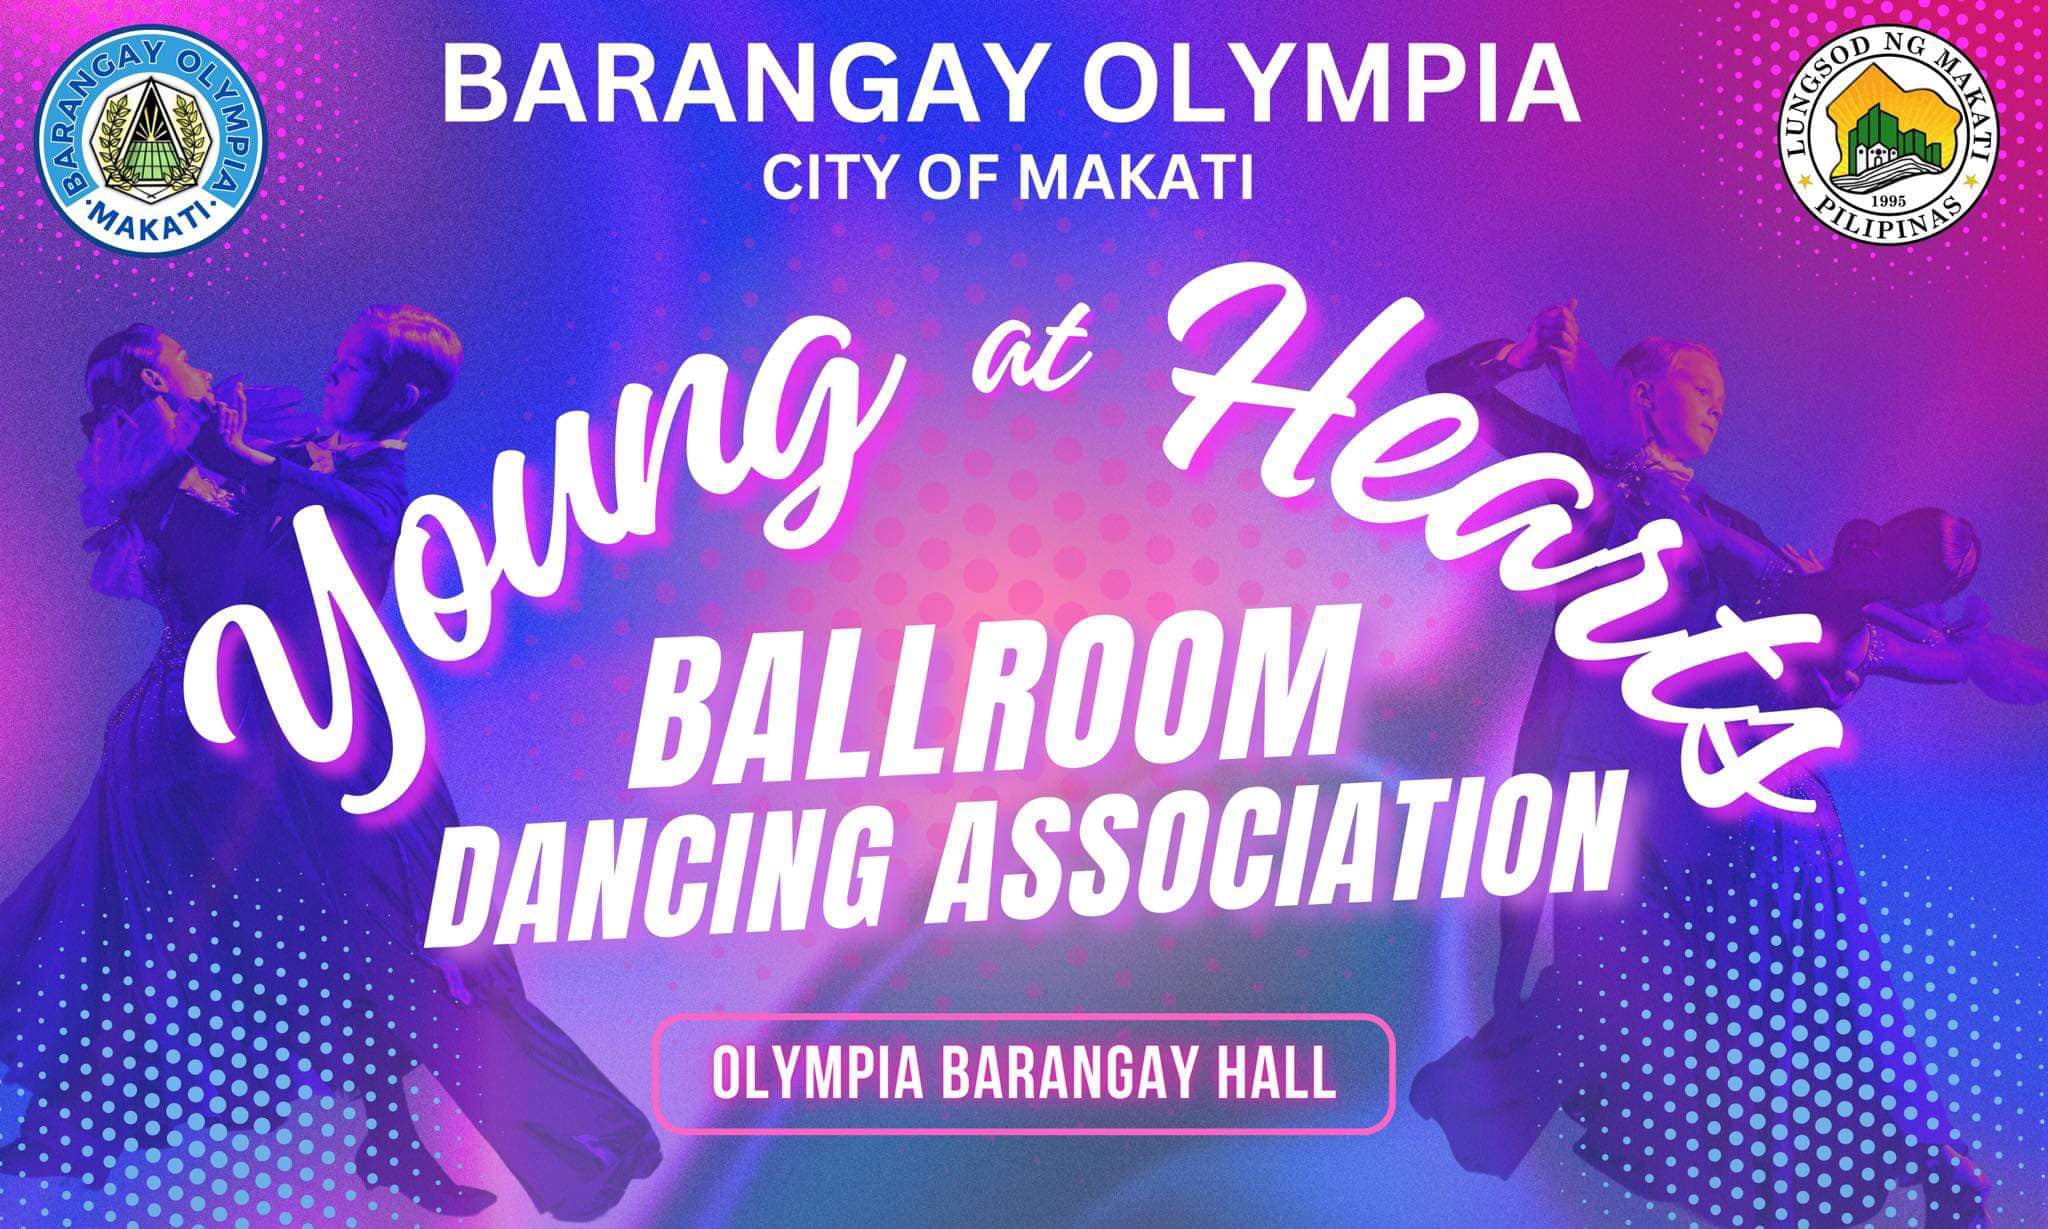 BARANGAY OLYMPIA
MAKATI
BARANGAY OLYMPIA
CITY OF MAKATI
LUNGSOD NG MAKATI
1995
PILIPINAS
Young at Hearts
BALLROOM
DANCING ASSOCIATION
OLYMPIA BARANGAY HALL